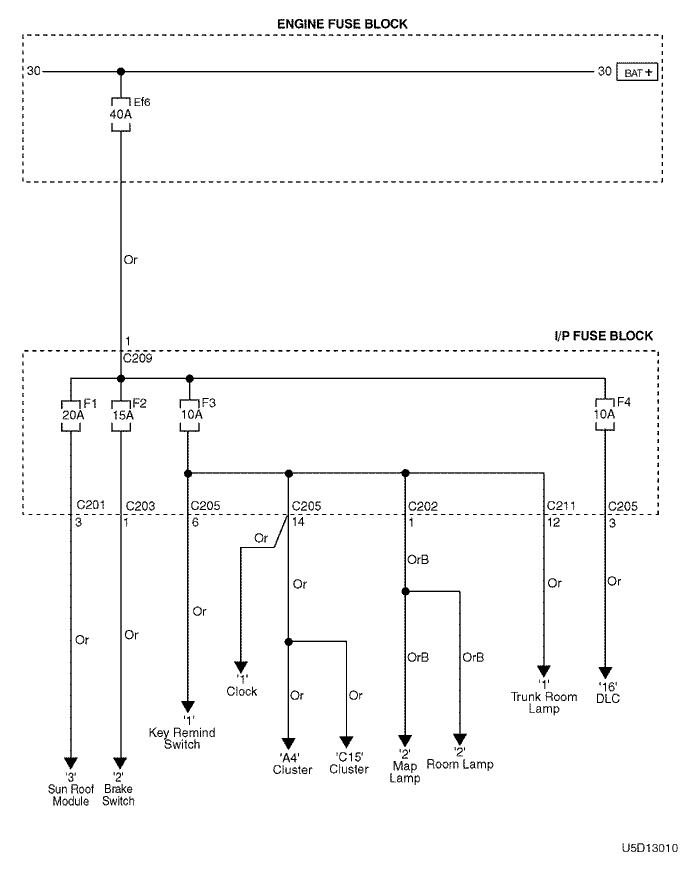 ENGINE FUSE BLOCK
30
30
BAT +
Ef6
40A
Or
1
I/P FUSE BLOCK
C209
F1
20A
F2
15A
F3
10A
F4
10A
C201
3
C203
1
C205
6
C205
14
C202
1
C211
12
C205
3
Or
OrB
Or
Or
Or
Or
Or
Or
OrB
OrB
'1'
Clock
'1'
Trunk Room
Lamp
'16'
DLC
Or
Or
'1'
Key Remind
Switch
'A4'
Cluster
'C15'
Cluster
'2'
Map
Lamp
'2'
Room Lamp
'3'
Sun Roof
Module
'2'
Brake
Switch
U5D13010